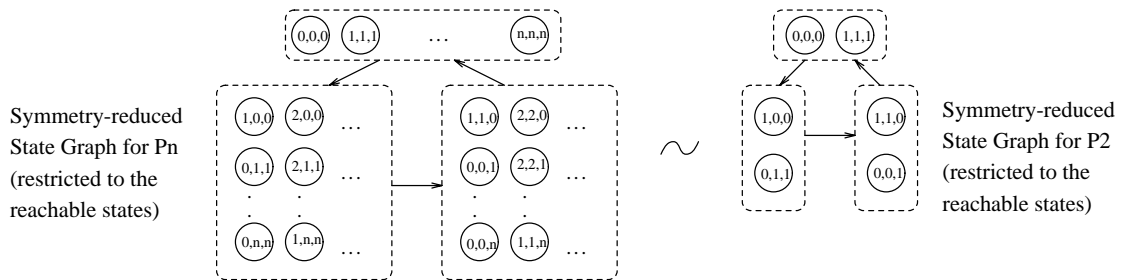 0,0,0 1,1,1 ... n,n,n
0,0,0 1,1,1
Symmetry-reduced
State Graph for Pn
(restricted to the
reachable states)
1,0,0 2,0,0 ...
0,1,1 2,1,1 ...
. .
. .
0,n,n 1,n,n ...
1,1,0 2,2,0 ...
0,0,1 2,2,1 ...
. .
. .
0,0,n 1,1,n ...
~
1,0,0
0,1,1
1,1,0
0,0,1
Symmetry-reduced
State Graph for P2
(restricted to the
reachable states)